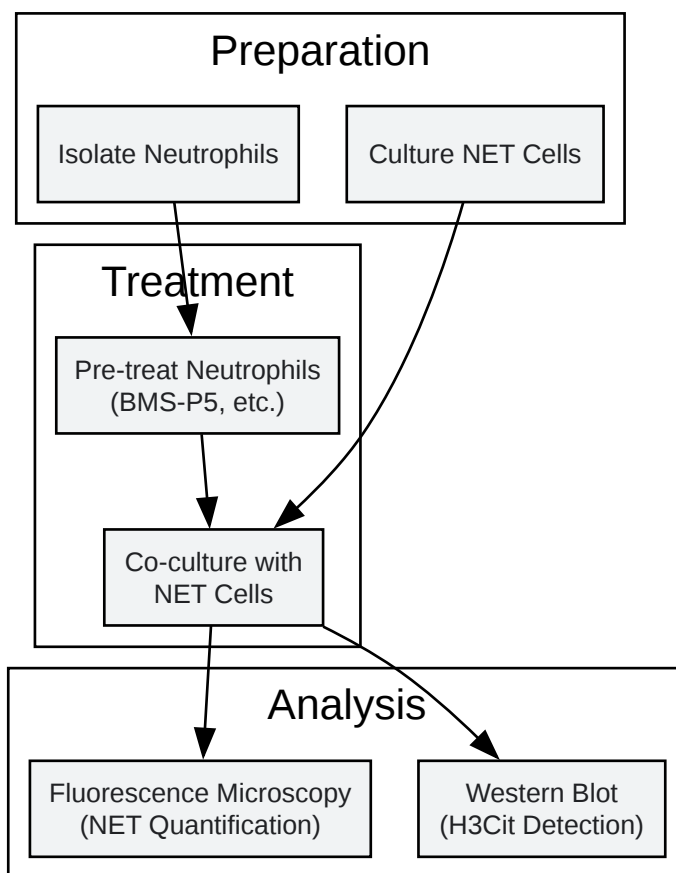 Preparation
Isolate Neutrophils
Culture NET Cells
Treatment
Pre-treat Neutrophils
(BMS-P5, etc.)
Co-culture with
NET Cells
Analysis
Fluorescence Microscopy
(NET Quantification)
Western Blot
(H3Cit Detection)